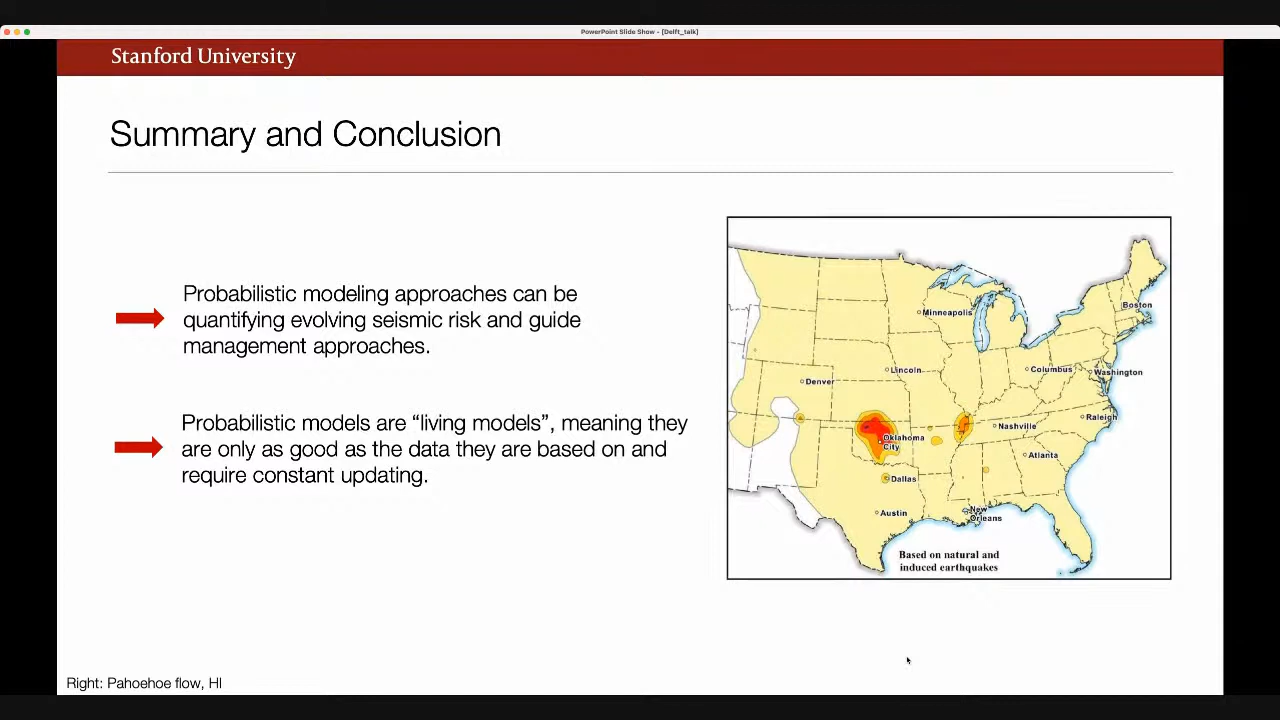 PowerPoint Slide Show - [Delft_talk]
Stanford University
Summary and Conclusion
Probabilistic modeling approaches can be
quantifying evolving seismic risk and guide
management approaches.
Probabilistic models are “living models”, meaning they
are only as good as the data they are based on and
require constant updating.
Boston
Minneapolis
Lincoln
Columbus
Washington
Denver
Raleigh
Nashville
Oklahoma
City
Atlanta
Dallas
Austin
New
Orleans
Based on natural and
induced earthquakes
Right: Pahoehoe flow, HI